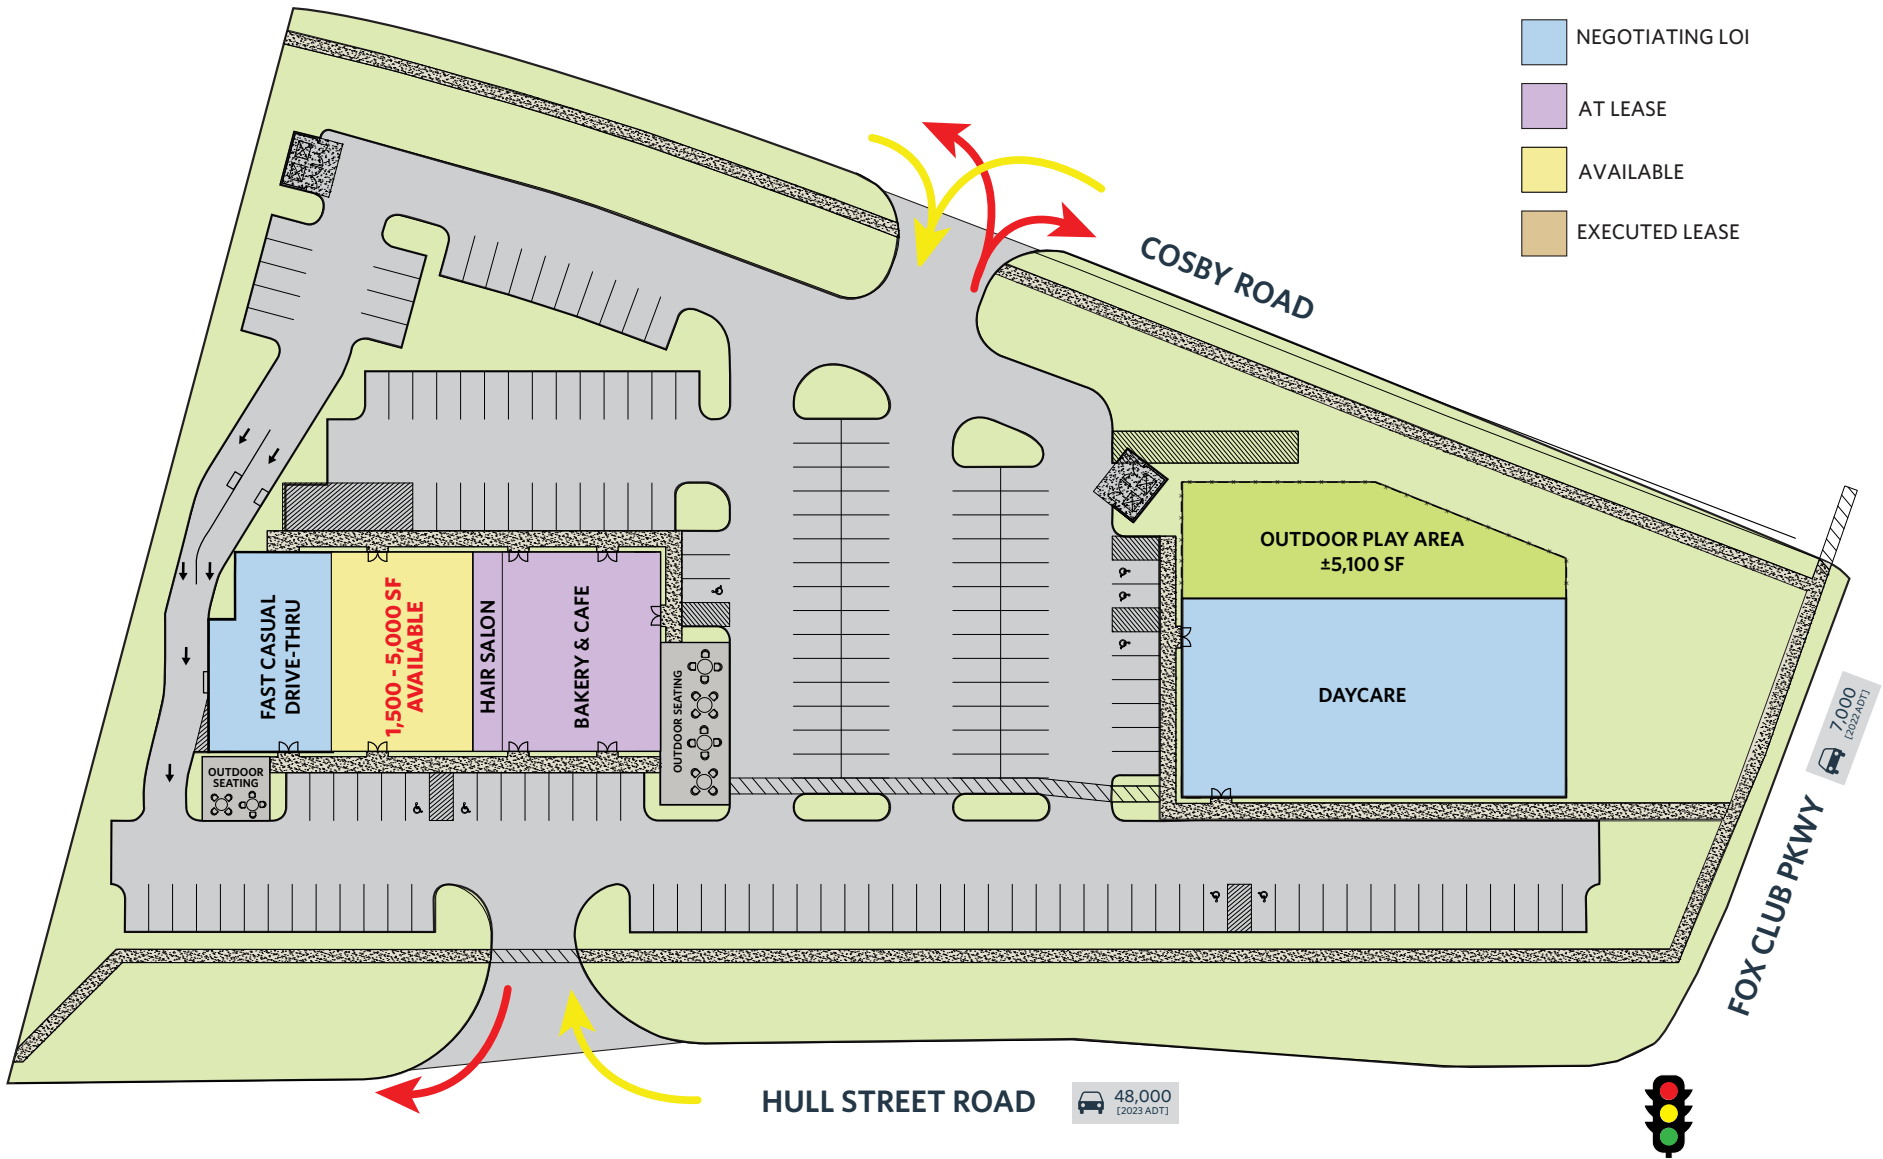 NEGOTIATING LOI
AT LEASE
AVAILABLE
EXECUTED LEASE
COSBY ROAD
OUTDOOR PLAY AREA
±5,100 SF
DAYCARE
FAST CASUAL
DRIVE-THRU
1,500 - 5,000 SF
AVAILABLE
HAIR SALON
BAKERY & CAFE
OUTDOOR SEATING
OUTDOOR
SEATING
7,000
[2022 ADT]
FOX CLUB PKWY
HULL STREET ROAD
48,000
[2023 ADT]